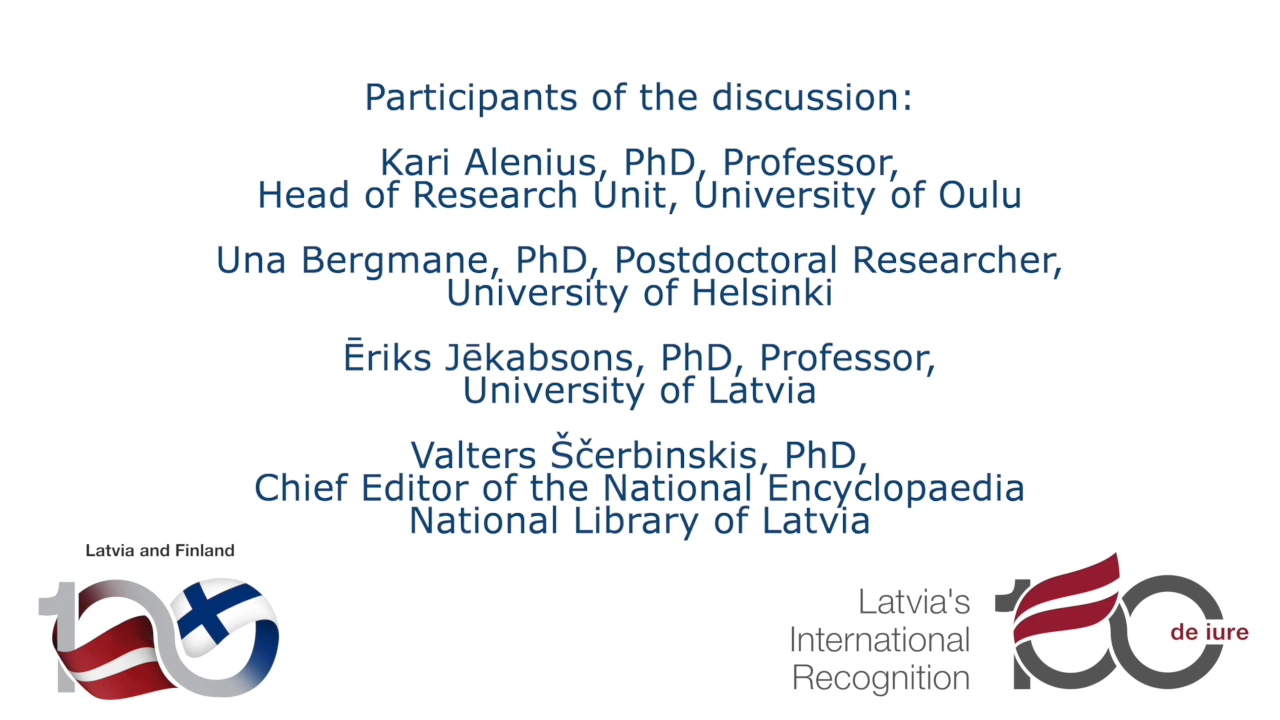 Participants of the discussion:
Kari Alenius, PhD, Professor,
Head of Research Unit, University of Oulu
Una Bergmane, PhD, Postdoctoral Researcher,
University of Helsinki
Ēriks Jēkabsons, PhD, Professor,
University of Latvia
Valters Ščerbinskis, PhD,
Chief Editor of the National Encyclopaedia
National Library of Latvia
Latvia and Finland
100
Latvia's
International
Recognition
100
de iure